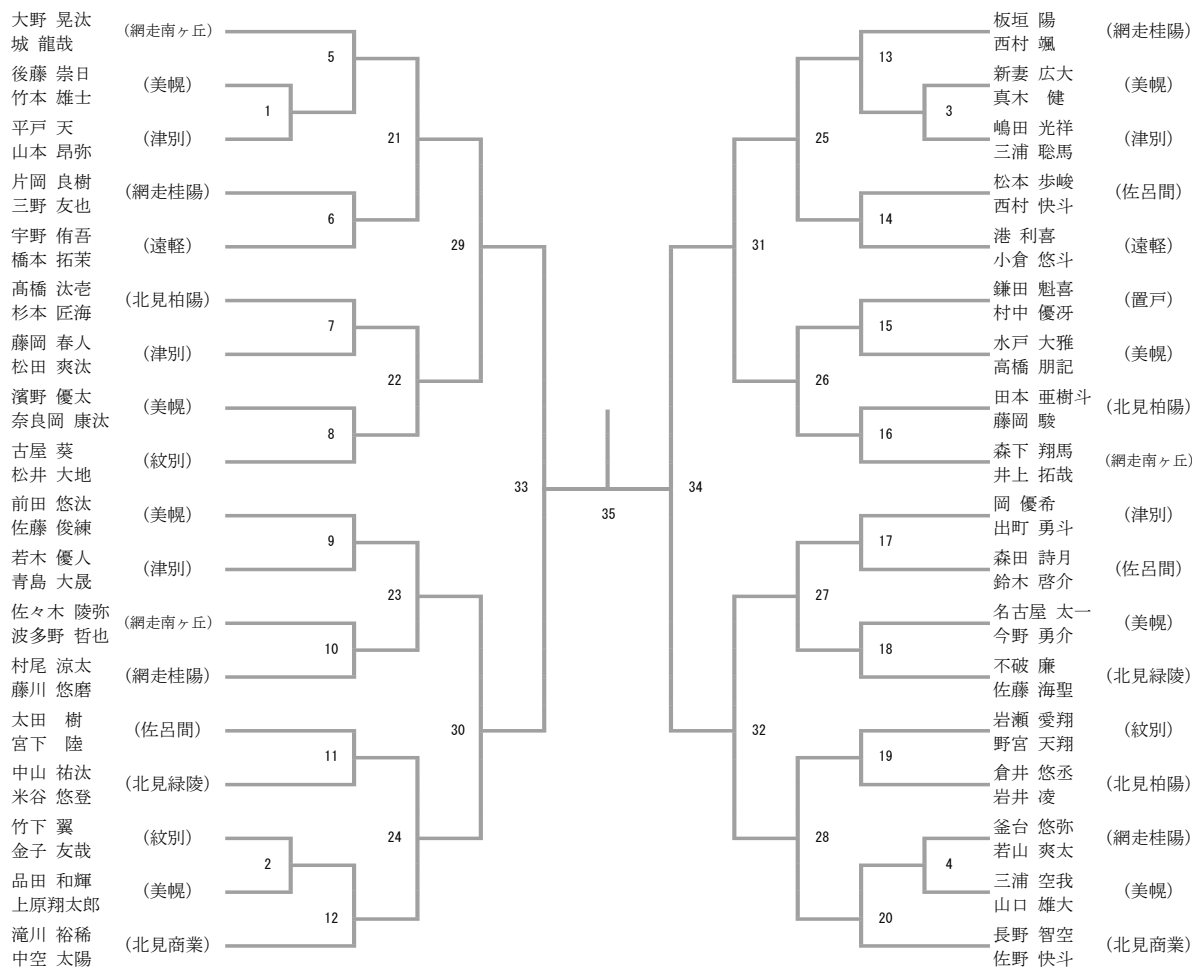 大野 晃汰
城 龍哉
(網走南ヶ丘)
後藤 崇日
竹本 雄士
(美幌)
平戸 天
山本 昂弥
(津別)
片岡 良樹
三野 友也
(網走桂陽)
宇野 侑吾
橋本 拓茉
(遠軽)
髙橋 汰壱
杉本 匠海
(北見柏陽)
藤岡 春人
松田 爽汰
(津別)
濱野 優太
奈良岡 康汰
(美幌)
古屋 葵
松井 大地
(紋別)
前田 悠汰
佐藤 俊練
(美幌)
若木 優人
青島 大晟
(津別)
佐々木 陵弥
波多野 哲也
(網走南ヶ丘)
村尾 涼太
藤川 悠磨
(網走桂陽)
太田 樹
宮下 陸
(佐呂間)
中山 祐汰
米谷 悠登
(北見緑陵)
竹下 翼
金子 友哉
(紋別)
品田 和輝
上原翔太郎
(美幌)
滝川 裕稀
中空 太陽
(北見商業)
1
2
5
6
7
8
9
10
11
12
21
22
23
24
29
30
33
35
34
31
32
25
26
27
28
13
14
15
16
17
18
19
20
3
4
板垣 陽
西村 颯
(網走桂陽)
新妻 広大
真木 健
(美幌)
嶋田 光祥
三浦 聡馬
(津別)
松本 歩峻
西村 快斗
(佐呂間)
港 利喜
小倉 悠斗
(遠軽)
鎌田 魁喜
村中 優冴
(置戸)
水戸 大雅
高橋 朋記
(美幌)
田本 亜樹斗
藤岡 駿
(北見柏陽)
森下 翔馬
井上 拓哉
(網走南ヶ丘)
岡 優希
出町 勇斗
(津別)
森田 詩月
鈴木 啓介
(佐呂間)
名古屋 太一
今野 勇介
(美幌)
不破 廉
佐藤 海聖
(北見緑陵)
岩瀬 愛翔
野宮 天翔
(紋別)
倉井 悠丞
岩井 凌
(北見柏陽)
釜台 悠弥
若山 爽太
(網走桂陽)
三浦 空我
山口 雄大
(美幌)
長野 智空
佐野 快斗
(北見商業)